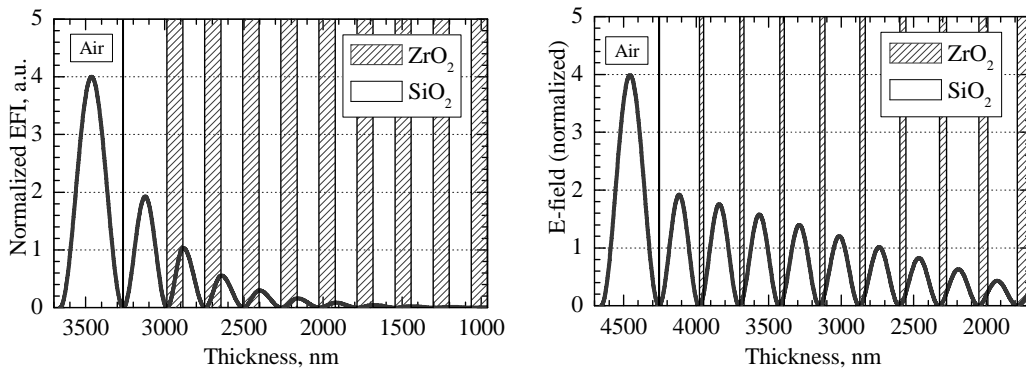 5
4
3
2
1
0
Normalized EFI, a.u.
Air
ZrO2
SiO2
3500 3000 2500 2000 1500 1000
Thickness, nm
5
4
3
2
1
0
E-field (normalized)
Air
ZrO2
SiO2
4500 4000 3500 3000 2500 2000
Thickness, nm